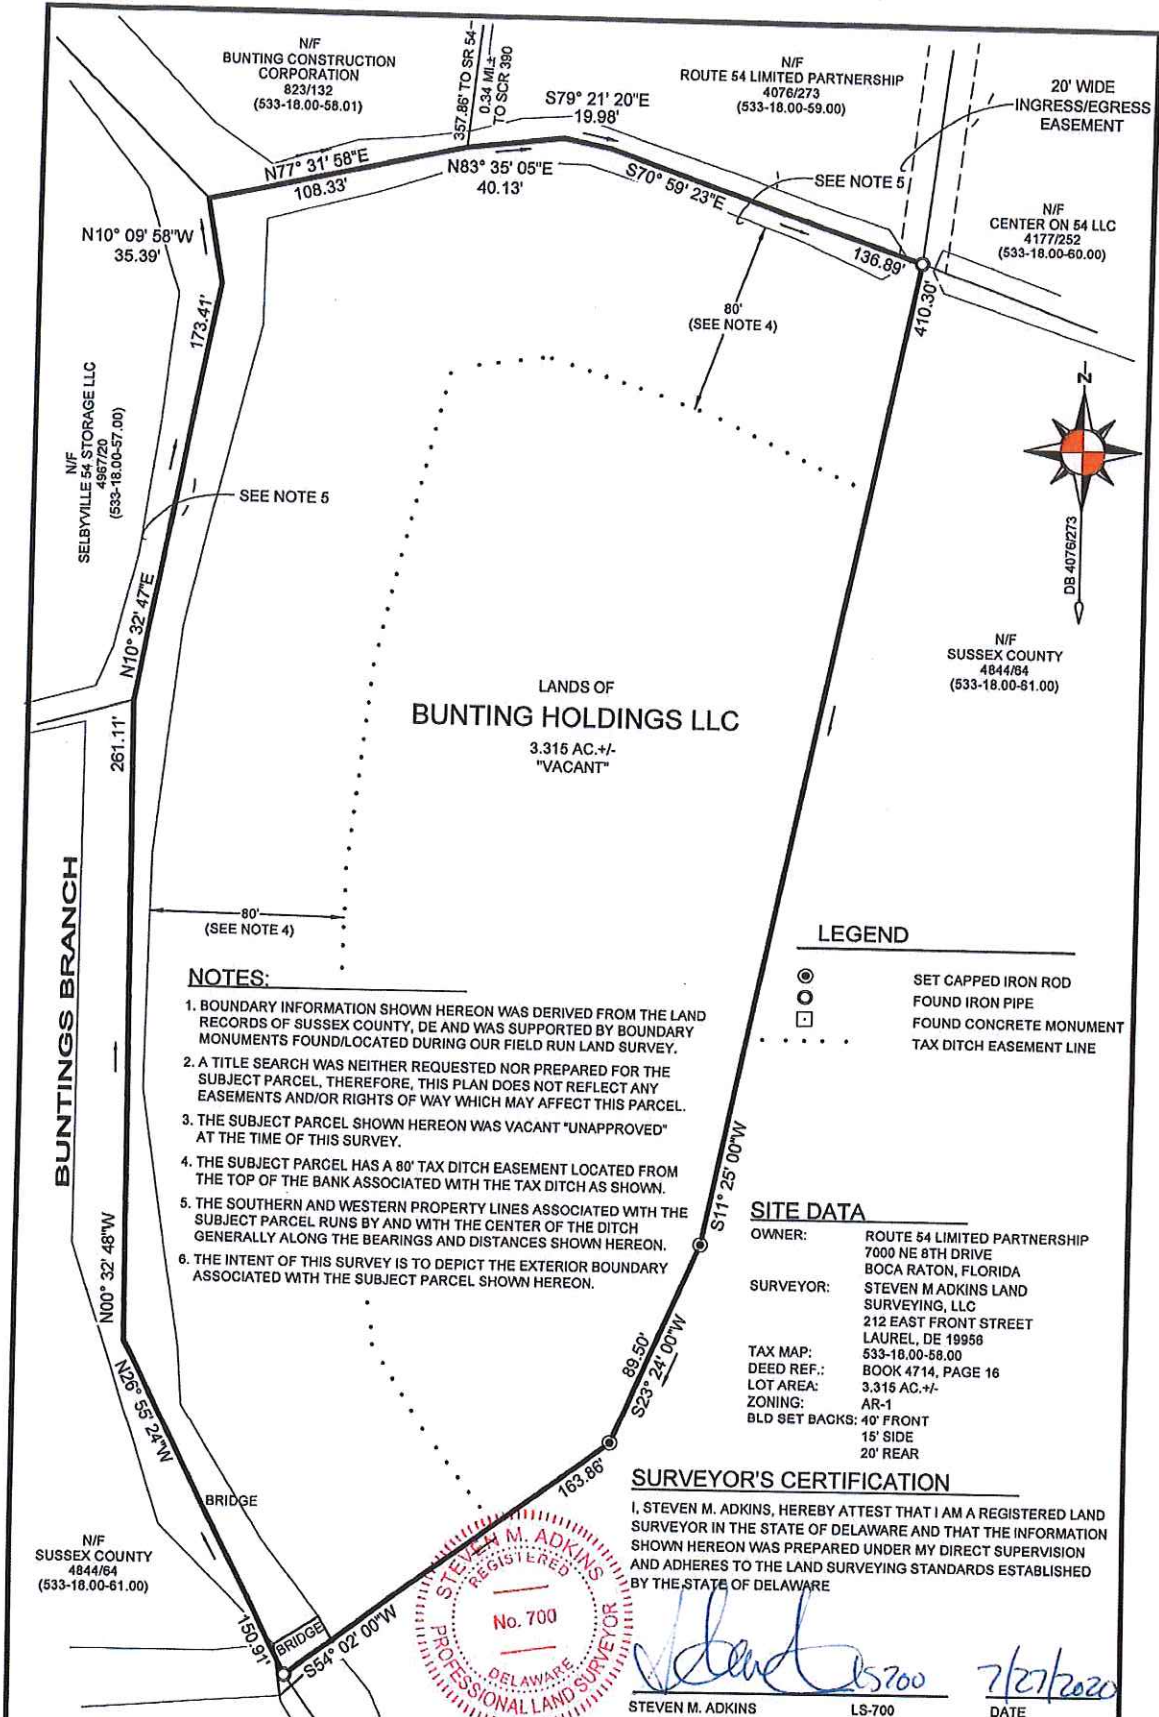 N/F
BUNTING CONSTRUCTION
CORPORATION
823/132
(533-18.00-58.01)
357.86' TO SR 54
0.34 MI.±
TO SCR 390
N/F
ROUTE 54 LIMITED PARTNERSHIP
4076/273
(533-18.00-59.00)
20' WIDE
INGRESS/EGRESS
EASEMENT
S79° 21' 20"E
19.98'
N77° 31' 58"E
108.33'
N83° 35' 05"E
40.13'
S70° 59' 23"E
136.89'
SEE NOTE 5
N/F
CENTER ON 54 LLC
4177/252
(533-18.00-60.00)
N10° 09' 58"W
35.39'
173.41'
80'
(SEE NOTE 4)
410.30'
N/F
SELBYVILLE 54 STORAGE LLC
4967/20
(533-18.00-57.00)
SEE NOTE 5
N10° 32' 47"E
N
DB 4076/273
N/F
SUSSEX COUNTY
4844/64
(533-18.00-61.00)
LANDS OF
BUNTING HOLDINGS LLC
3.315 AC.+/-
"VACANT"
261.11'
BUNTINGS BRANCH
80'
(SEE NOTE 4)
LEGEND
SET CAPPED IRON ROD
FOUND IRON PIPE
FOUND CONCRETE MONUMENT
TAX DITCH EASEMENT LINE
NOTES:
1. BOUNDARY INFORMATION SHOWN HEREON WAS DERIVED FROM THE LAND
RECORDS OF SUSSEX COUNTY, DE AND WAS SUPPORTED BY BOUNDARY
MONUMENTS FOUND/LOCATED DURING OUR FIELD RUN LAND SURVEY.
2. A TITLE SEARCH WAS NEITHER REQUESTED NOR PREPARED FOR THE
SUBJECT PARCEL, THEREFORE, THIS PLAN DOES NOT REFLECT ANY
EASEMENTS AND/OR RIGHTS OF WAY WHICH MAY AFFECT THIS PARCEL.
3. THE SUBJECT PARCEL SHOWN HEREON WAS VACANT "UNAPPROVED"
AT THE TIME OF THIS SURVEY.
4. THE SUBJECT PARCEL HAS A 80' TAX DITCH EASEMENT LOCATED FROM
THE TOP OF THE BANK ASSOCIATED WITH THE TAX DITCH AS SHOWN.
5. THE SOUTHERN AND WESTERN PROPERTY LINES ASSOCIATED WITH THE
SUBJECT PARCEL RUNS BY AND WITH THE CENTER OF THE DITCH
GENERALLY ALONG THE BEARINGS AND DISTANCES SHOWN HEREON.
6. THE INTENT OF THIS SURVEY IS TO DEPICT THE EXTERIOR BOUNDARY
ASSOCIATED WITH THE SUBJECT PARCEL SHOWN HEREON.
S11° 25' 00"W
N00° 32' 48"W
SITE DATA
OWNER: ROUTE 54 LIMITED PARTNERSHIP
7000 NE 8TH DRIVE
BOCA RATON, FLORIDA
SURVEYOR: STEVEN M ADKINS LAND
SURVEYING, LLC
212 EAST FRONT STREET
LAUREL, DE 19956
TAX MAP: 533-18.00-58.00
DEED REF.: BOOK 4714, PAGE 16
LOT AREA: 3.315 AC.+/-
ZONING: AR-1
BLD SET BACKS: 40' FRONT
15' SIDE
20' REAR
89.50'
S23° 24' 00"W
N26° 55' 24"W
163.86'
BRIDGE
N/F
SUSSEX COUNTY
4844/64
(533-18.00-61.00)
150.91'
BRIDGE
S54° 02' 00"W
SURVEYOR'S CERTIFICATION
I, STEVEN M. ADKINS, HEREBY ATTEST THAT I AM A REGISTERED LAND
SURVEYOR IN THE STATE OF DELAWARE AND THAT THE INFORMATION
SHOWN HEREON WAS PREPARED UNDER MY DIRECT SUPERVISION
AND ADHERES TO THE LAND SURVEYING STANDARDS ESTABLISHED
BY THE STATE OF DELAWARE
STEVEN M. ADKINS
REGISTERED
No. 700
DELAWARE
PROFESSIONAL LAND SURVEYOR
LS700
7/27/2020
STEVEN M. ADKINS LS-700 DATE